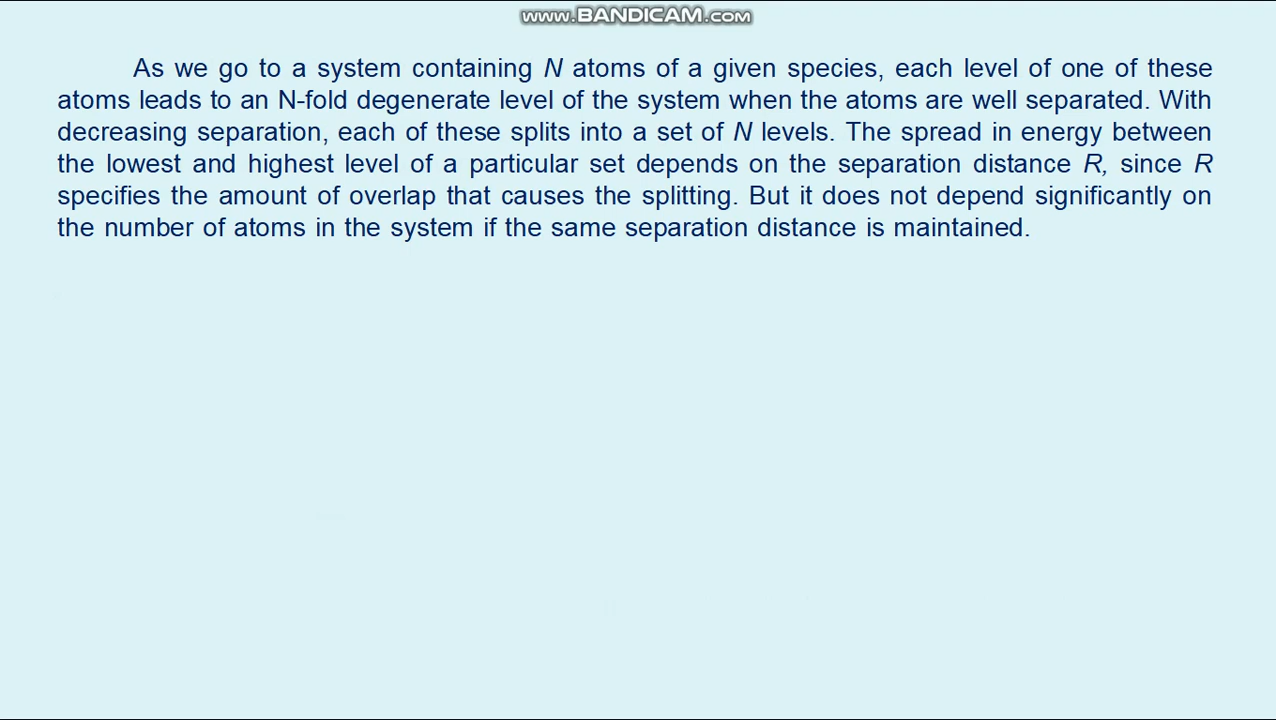 www.BANDICAM.com
As we go to a system containing N atoms of a given species, each level of one of these
atoms leads to an N-fold degenerate level of the system when the atoms are well separated. With
decreasing separation, each of these splits into a set of N levels. The spread in energy between
the lowest and highest level of a particular set depends on the separation distance R, since R
specifies the amount of overlap that causes the splitting. But it does not depend significantly on
the number of atoms in the system if the same separation distance is maintained.